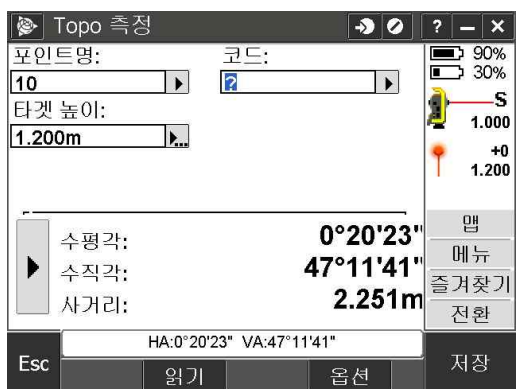 Topo 측정
? — ×
포인트명:
코드:
90%
30%
10
?
타겟 높이:
1.200m
S
1.000
+0
1.200
수평각:
0°20'23"
수직각:
47°11'41"
사거리:
2.251m
맵
메뉴
즐겨찾기
전환
HA:0°20'23" VA:47°11'41"
Esc
읽기
옵션
저장